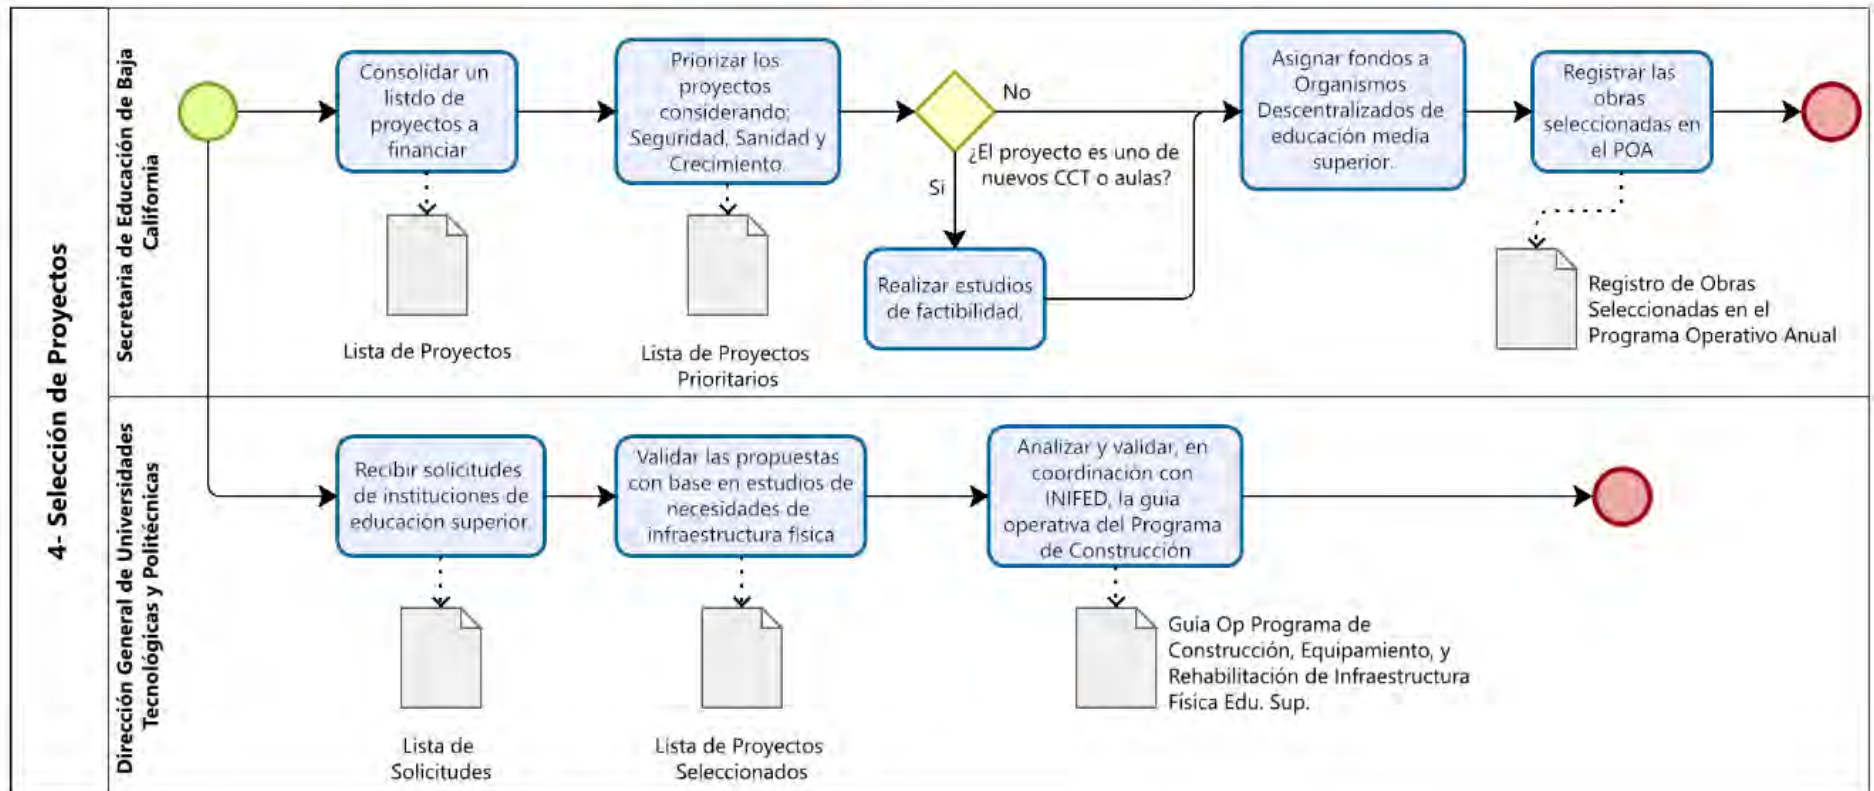 4- Selección de Proyectos
Secretaria de Educación de Baja
California
Consolidar un
listdo de
proyectos a
financiar
Lista de Proyectos
Priorizar los
proyectos
considerando;
Seguridad, Sanidad y
Crecimiento.
Lista de Proyectos
Prioritarios
No
¿El proyecto es uno de
nuevos CCT o aulas?
Si
Realizar estudios
de factibilidad.
Asignar fondos a
Organismos
Descentralizados de
educación media
superior.
Registrar las
obras
seleccionadas en
el POA
Registro de Obras
Seleccionadas en el
Programa Operativo Anual
Dirección General de Universidades
Tecnológicas y Politécnicas
Recibir solicitudes
de instituciones de
educación superior.
Lista de
Solicitudes
Validar las propuestas
con base en estudios de
necesidades de
infraestructura física
Lista de Proyectos
Seleccionados
Analizar y validar, en
coordinación con
INIFED, la guia
operativa del Programa
de Construcción
Guia Op Programa de
Construcción, Equipamiento, y
Rehabilitación de Infraestructura
Física Edu. Sup.